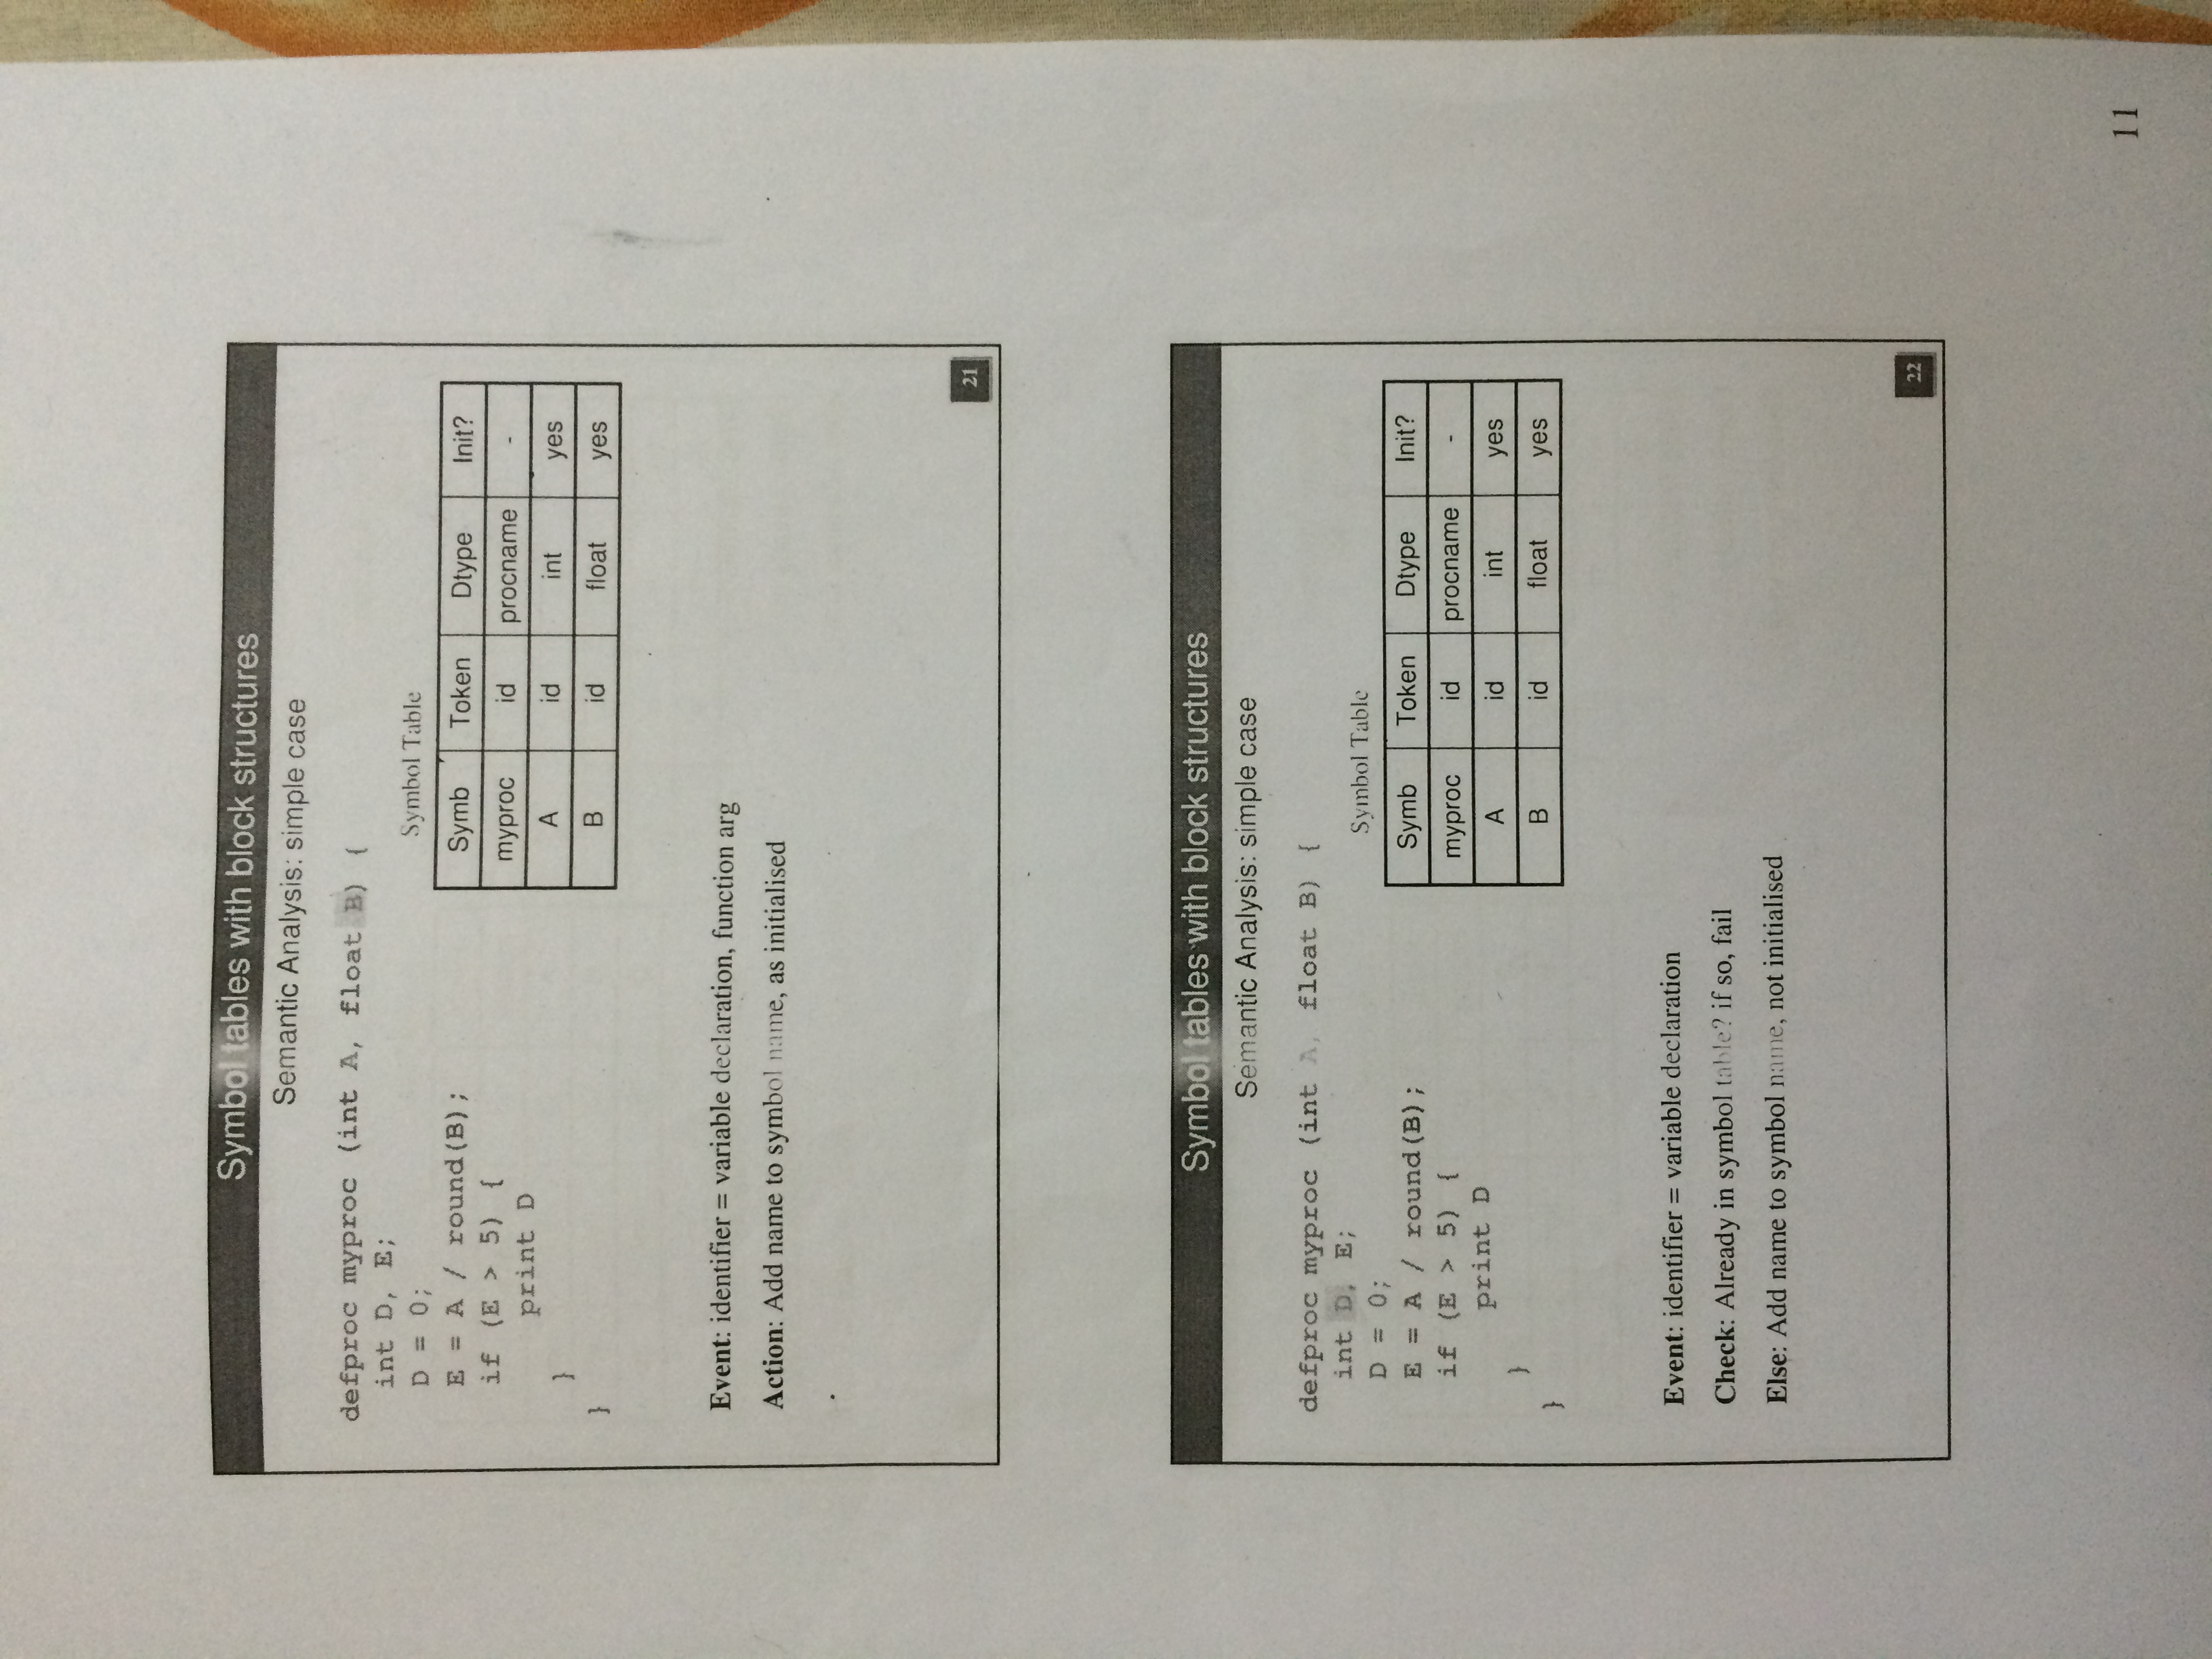 Symbol tables with block structures
Semantic Analysis: simple case
defproc myproc (int A, float B) {
int D, E;
D = 0;
E = A / round(B);
if (E > 5) {
print D
}
}
Symbol Table
Symb Token Dtype Init?
myproc id procname -
A id int yes
B id float yes
Event: identifier = variable declaration, function arg
Action: Add name to symbol name, as initialised
21
Symbol tables with block structures
Semantic Analysis: simple case
defproc myproc (int A, float B) {
int D, E;
D = 0;
E = A / round(B);
if (E > 5) {
print D
}
}
Symbol Table
Symb Token Dtype Init?
myproc id procname -
A id int yes
B id float yes
Event: identifier = variable declaration
Check: Already in symbol table? if so, fail
Else: Add name to symbol name, not initialised
22
11